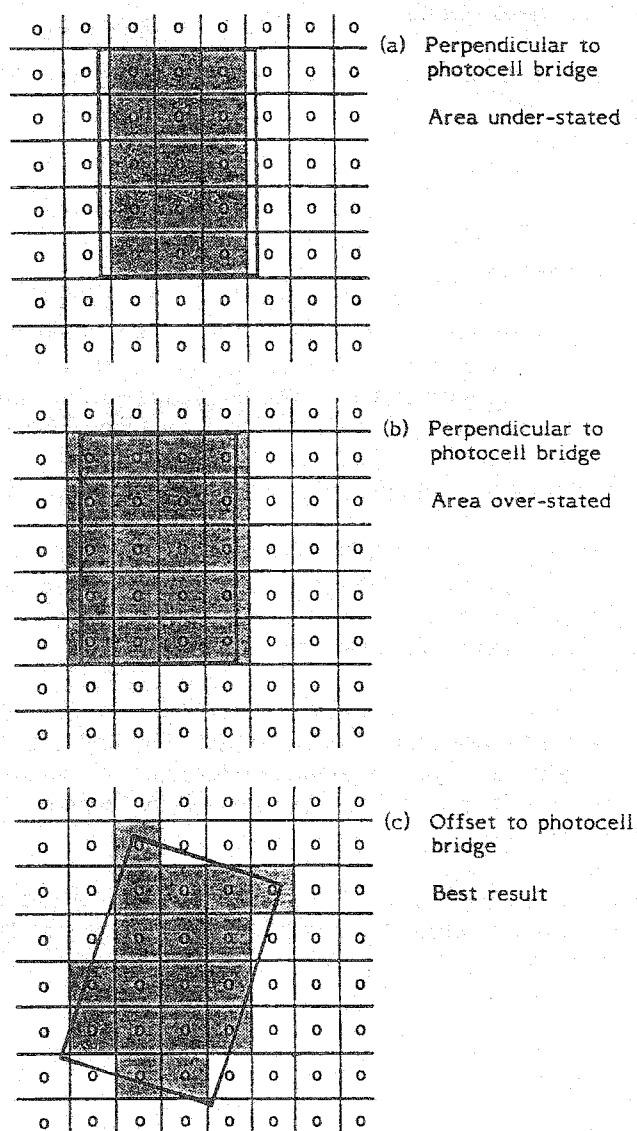 (a) Perpendicular to
photocell bridge
Area under-stated
(b) Perpendicular to
photocell bridge
Area over-stated
(c) Offset to photocell
bridge
Best result